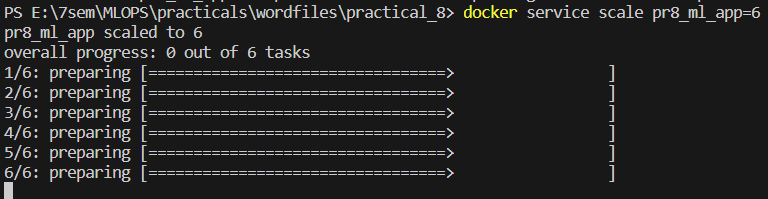 PS E:\7sem\MLOPS\practicals\wordfiles\practical_8> docker service scale pr8_ml_app=6
pr8_ml_app scaled to 6
overall progress: 0 out of 6 tasks
1/6: preparing [=================================>                 ]
2/6: preparing [=================================>                 ]
3/6: preparing [=================================>                 ]
4/6: preparing [=================================>                 ]
5/6: preparing [=================================>                 ]
6/6: preparing [=================================>                 ]